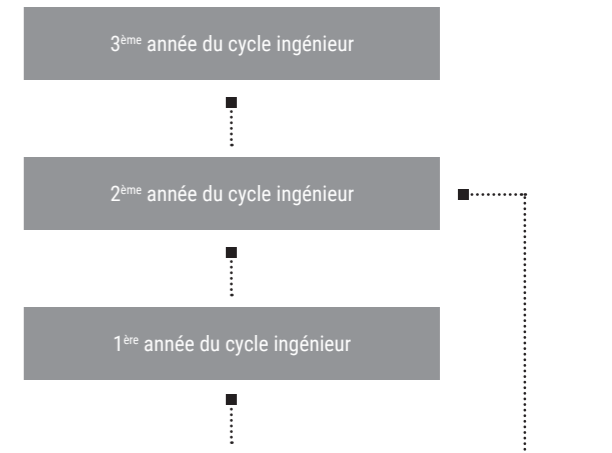 3ème année du cycle ingénieur
2ème année du cycle ingénieur
1ère année du cycle ingénieur